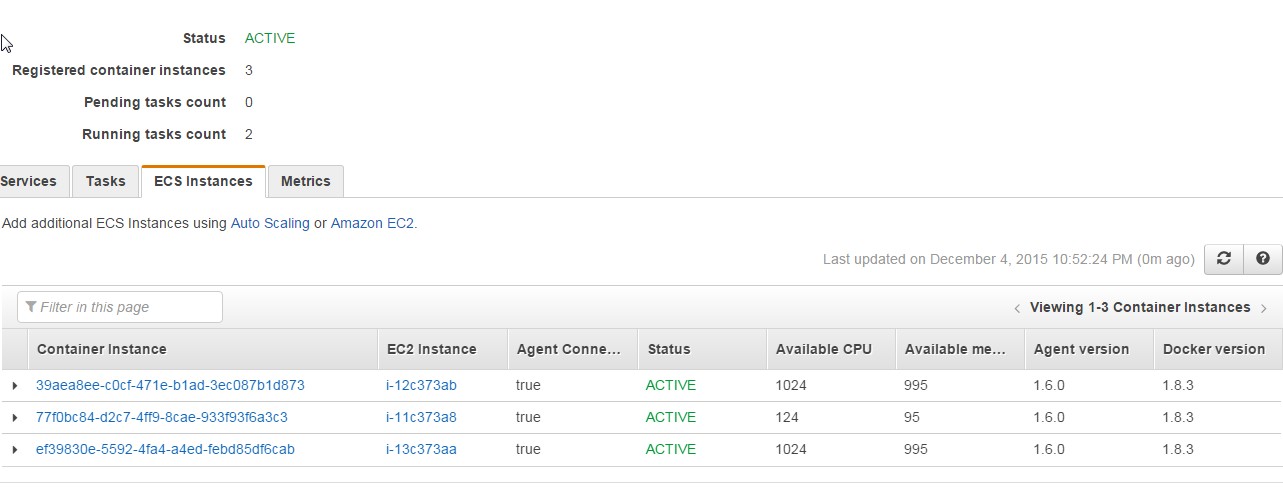 Status ACTIVE
Registered container instances 3
Pending tasks count 0
Running tasks count 2
Services Tasks ECS Instances Metrics
Add additional ECS Instances using Auto Scaling or Amazon EC2.
Last updated on December 4, 2015 10:52:24 PM (0m ago)
Filter in this page
Viewing 1-3 Container Instances
Container Instance EC2 Instance Agent Conne... Status Available CPU Available me... Agent version Docker version
39aea8ee-c0cf-471e-b1ad-3ec087b1d873 i-12c373ab true ACTIVE 1024 995 1.6.0 1.8.3
77f0bc84-d2c7-4ff9-8cae-933f93f6a3c3 i-11c373a8 true ACTIVE 124 95 1.6.0 1.8.3
ef39830e-5592-4fa4-a4ed-febd85df6cab i-13c373aa true ACTIVE 1024 995 1.6.0 1.8.3